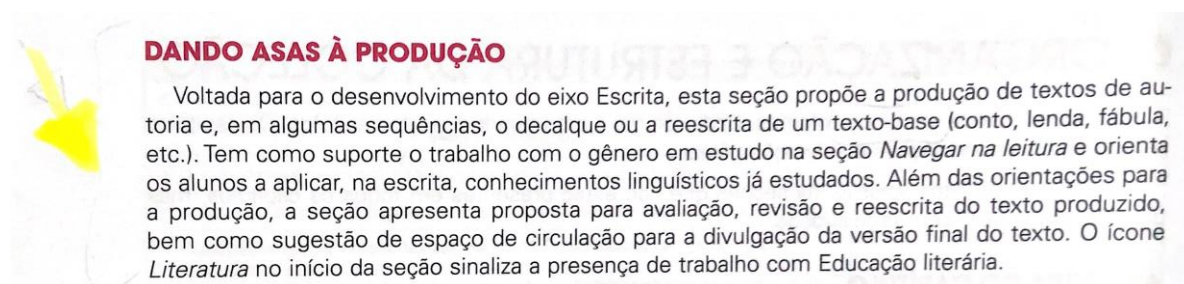 DANDO ASAS À PRODUÇÃO
Voltada para o desenvolvimento do eixo Escrita, esta seção propõe a produção de textos de au-
toria e, em algumas sequências, o decalque ou a reescrita de um texto-base (conto, lenda, fábula,
etc.). Tem como suporte o trabalho com o gênero em estudo na seção Navegar na leitura e orienta
os alunos a aplicar, na escrita, conhecimentos linguísticos já estudados. Além das orientações para
a produção, a seção apresenta proposta para avaliação, revisão e reescrita do texto produzido,
bem como sugestão de espaço de circulação para a divulgação da versão final do texto. O ícone
Literatura no início da seção sinaliza a presença de trabalho com Educação literária.